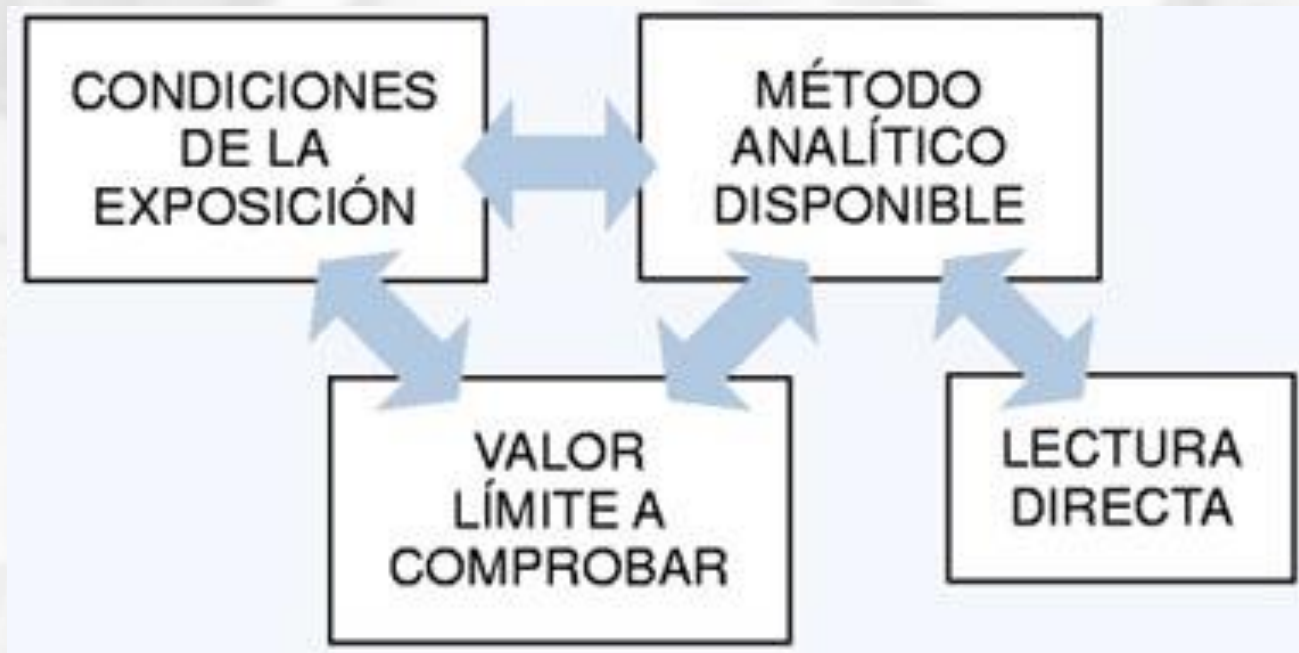 CONDICIONES
DE LA
EXPOSICIÓN
MÉTODO
ANALÍTICO
DISPONIBLE
VALOR
LÍMITE A
COMPROBAR
LECTURA
DIRECTA